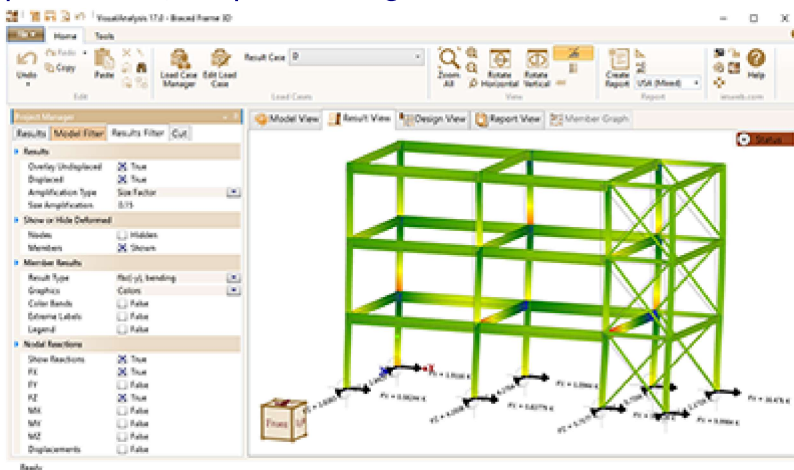 VisualAnalysis 17.0 - Braced Frame 3D
Home Tools
Undo
Redo
Copy
Paste
Edit
Load Case Manager
Edit Load Case
Result Case D
Load Cases
Zoom All
Rotate Horizontal
Rotate Vertical
View
Create Report
USA (Mixed)
Report
Help
Project Manager
Results Model Filter Results Filter Cut
Model View Result View Design View Report View Member Graph
Status
Results
Overlay Undisplaced True
Displaced True
Amplification Type Size Factor
Size Amplification 0.15
Show or Hide Deformed
Nodes Hidden
Members Shown
Member Results
Result Type fb(-y), bending
Graphics Colors
Color Bands False
Extreme Labels False
Legend False
Nodal Reactions
Show Reactions True
FX True
FY False
FZ True
MX False
MY False
MZ False
Displacements False
Front
X
Ready